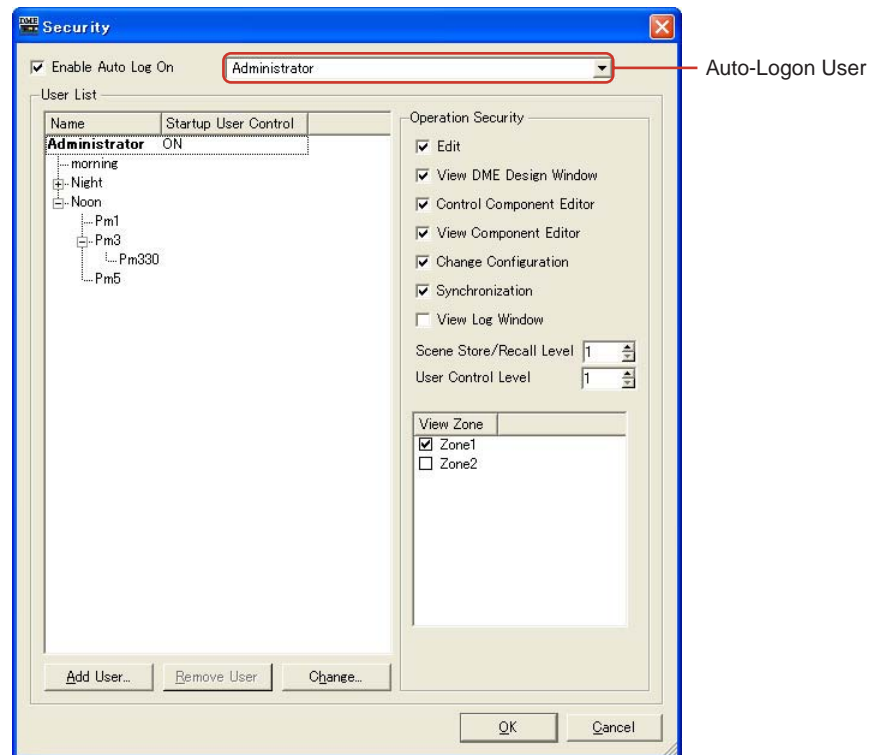 DME Security
Enable Auto Log On Administrator
Auto-Logon User
User List
Name Startup User Control
Administrator ON
morning
Night
Noon
Pm1
Pm3
Pm330
Pm5
Operation Security
Edit
View DME Design Window
Control Component Editor
View Component Editor
Change Configuration
Synchronization
View Log Window
Scene Store/Recall Level 1
User Control Level 1
View Zone
Zone1
Zone2
Add User... Remove User Change...
OK Cancel